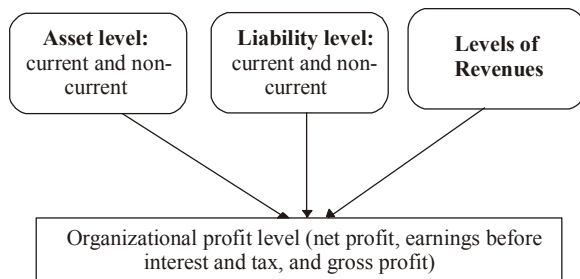 Asset level:
current and non-
current
Liability level:
current and non-
current
Levels of
Revenues
Organizational profit level (net profit, earnings before
interest and tax, and gross profit)